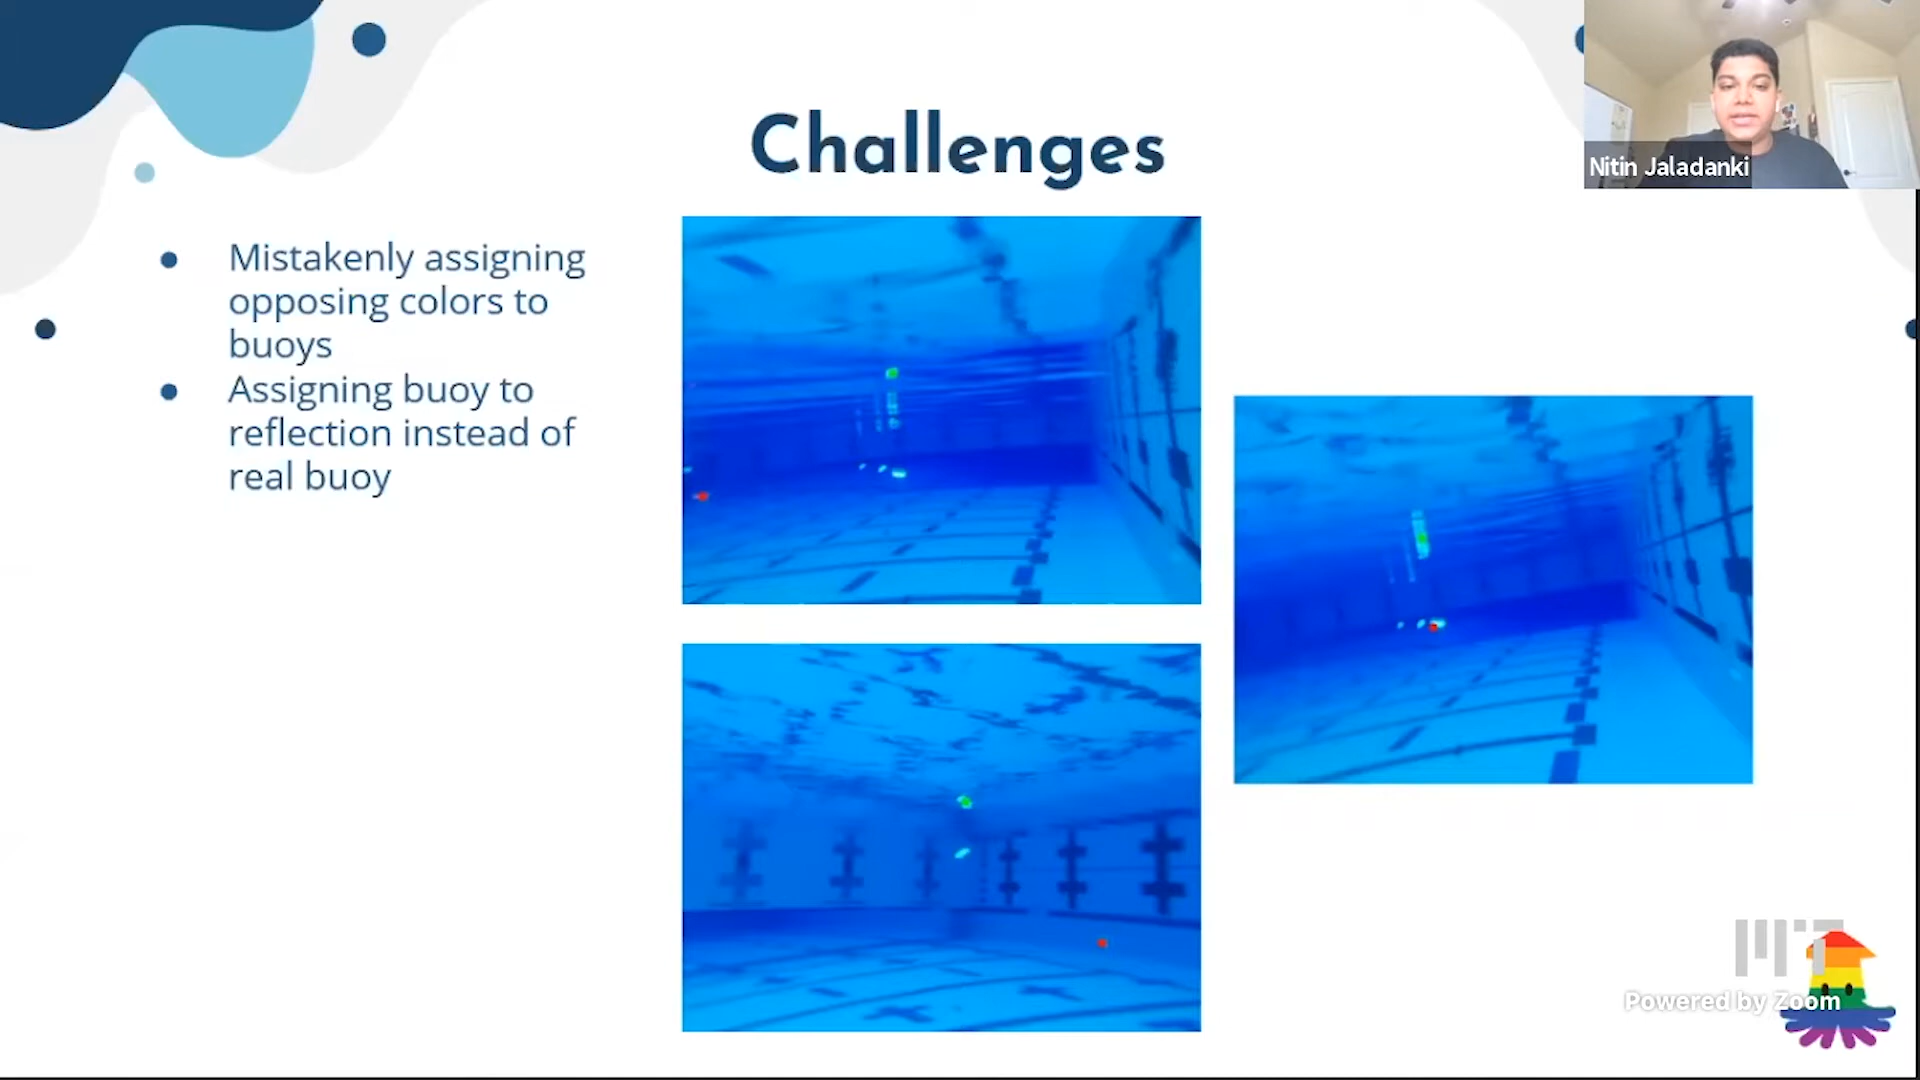 Challenges
Nitin Jaladanki
Mistakenly assigning
opposing colors to
buoys
Assigning buoy to
reflection instead of
real buoy
MIT
Powered by Zoom